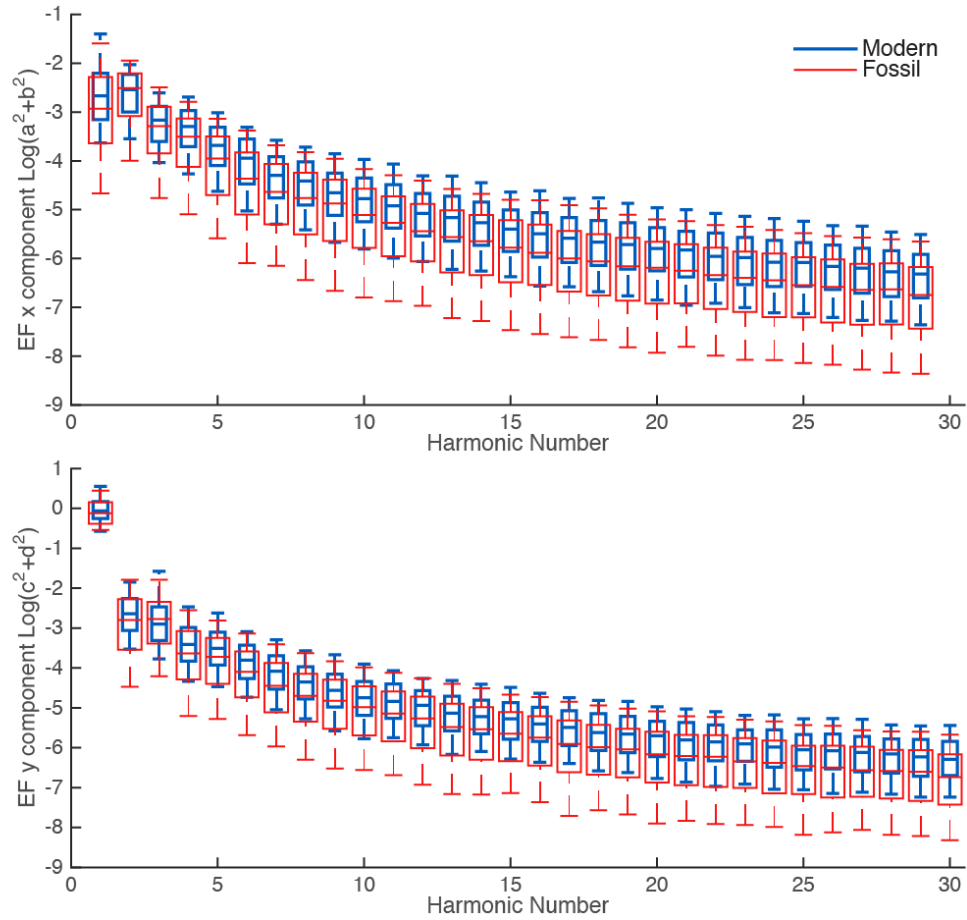 -1
-2
-3
-4
-5
-6
-7
-8
-9
EF x component Log(a²+b²)
Modern
Fossil
0 5 10 15 20 25 30
Harmonic Number
1
0
-1
-2
-3
-4
-5
-6
-7
-8
-9
EF y component Log(c²+d²)
0 5 10 15 20 25 30
Harmonic Number